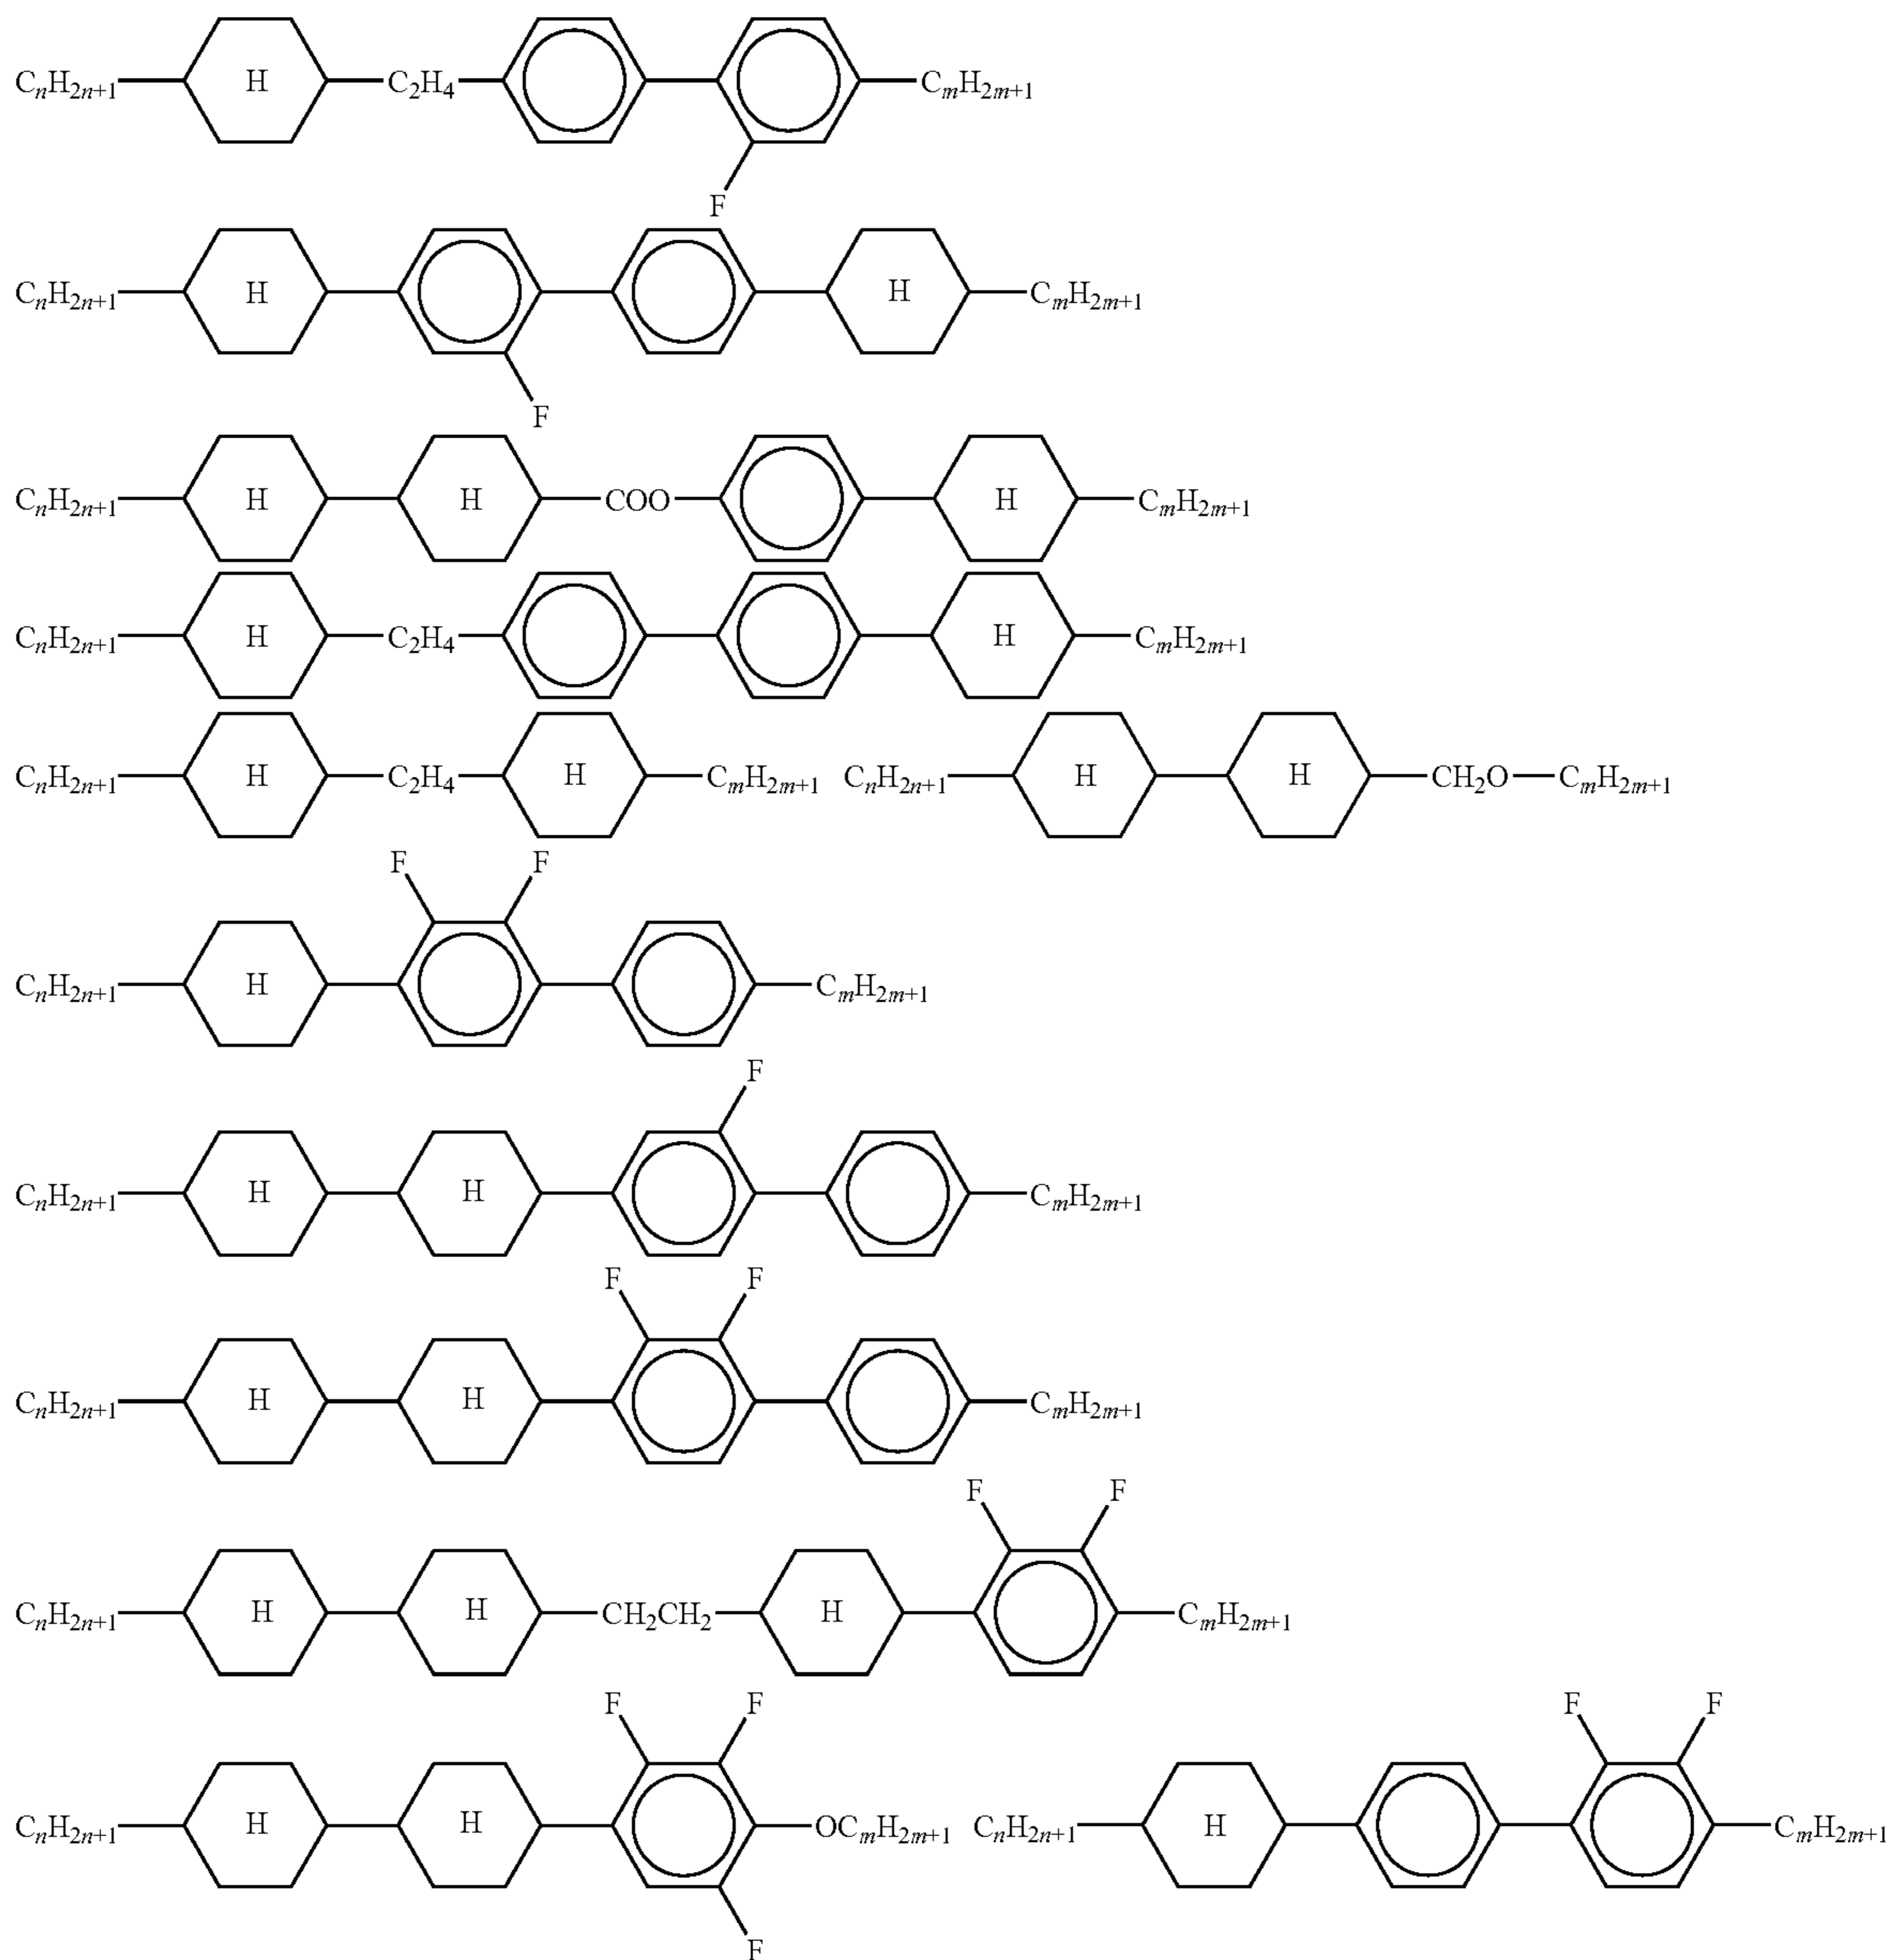 CnH2n+1 H C2H4 CmH2m+1
F
CnH2n+1 H H CmH2m+1
F
CnH2n+1 H H COO H CmH2m+1
CnH2n+1 H C2H4 H CmH2m+1
CnH2n+1 H C2H4 H CmH2m+1 CnH2n+1 H H CH2O CmH2m+1
F F
CnH2n+1 H CmH2m+1
F
CnH2n+1 H H CmH2m+1
F F
CnH2n+1 H H CmH2m+1
F F
CnH2n+1 H H CH2CH2 H CmH2m+1
F F F F
CnH2n+1 H H OCmH2m+1 CnH2n+1 H CmH2m+1
F